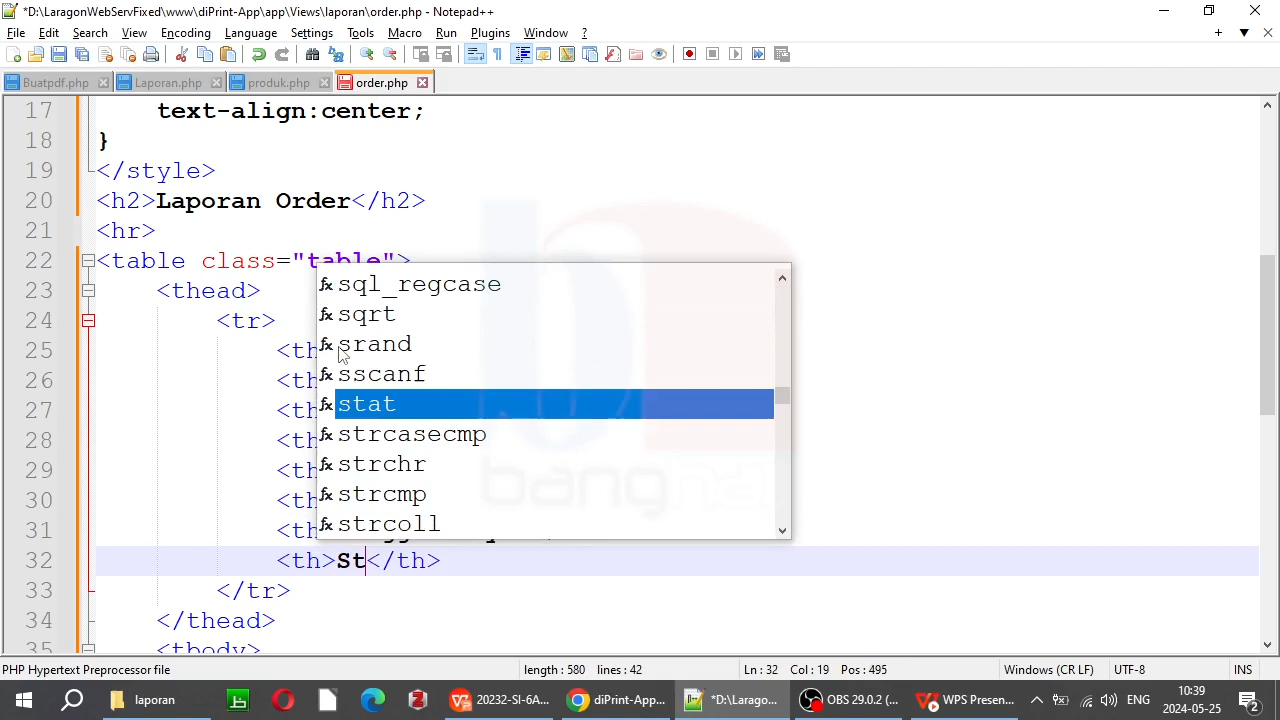 *D:\LaragonWebServFixed\www\diPrint-App\app\Views\laporan\order.php - Notepad++
File Edit Search View Encoding Language Settings Tools Macro Run Plugins Window ?
Buatpdf.php Laporan.php produk.php order.php
17 text-align:center;
18 }
19 </style>
20 <h2>Laporan Order</h2>
21 <hr>
22 <table class="table">
23 <thead>
24 <tr>
25 <th
26 <th
27 <th
28 <th
29 <th
30 <th
31 <th
32 <th>St</th>
33 </tr>
34 </thead>
35 <tbody>
sql_regcase
sqrt
srand
sscanf
stat
strcasecmp
strchr
strcmp
strcoll
PHP Hypertext Preprocessor file length : 580 lines : 42 Ln : 32 Col : 19 Pos : 495 Windows (CR LF) UTF-8 INS
laporan 20232-SI-6A... diPrint-App... *D:\Larago... OBS 29.0.2 (... WPS Presen... ENG 10:39
2024-05-25 2